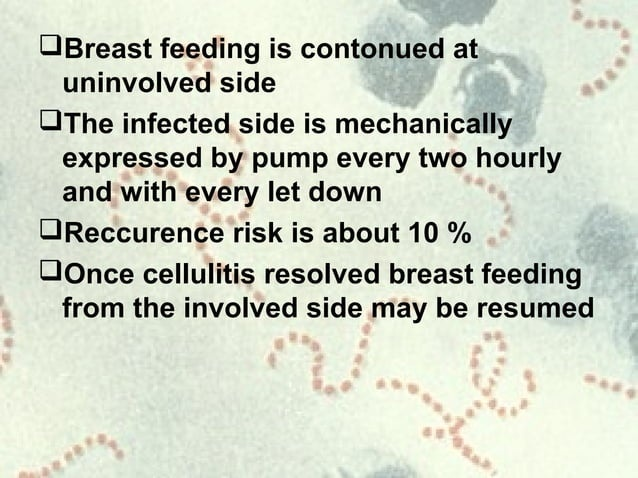 ❑Breast feeding is contonued at
uninvolved side
❑The infected side is mechanically
expressed by pump every two hourly
and with every let down
❑Reccurence risk is about 10 %
❑Once cellulitis resolved breast feeding
from the involved side may be resumed